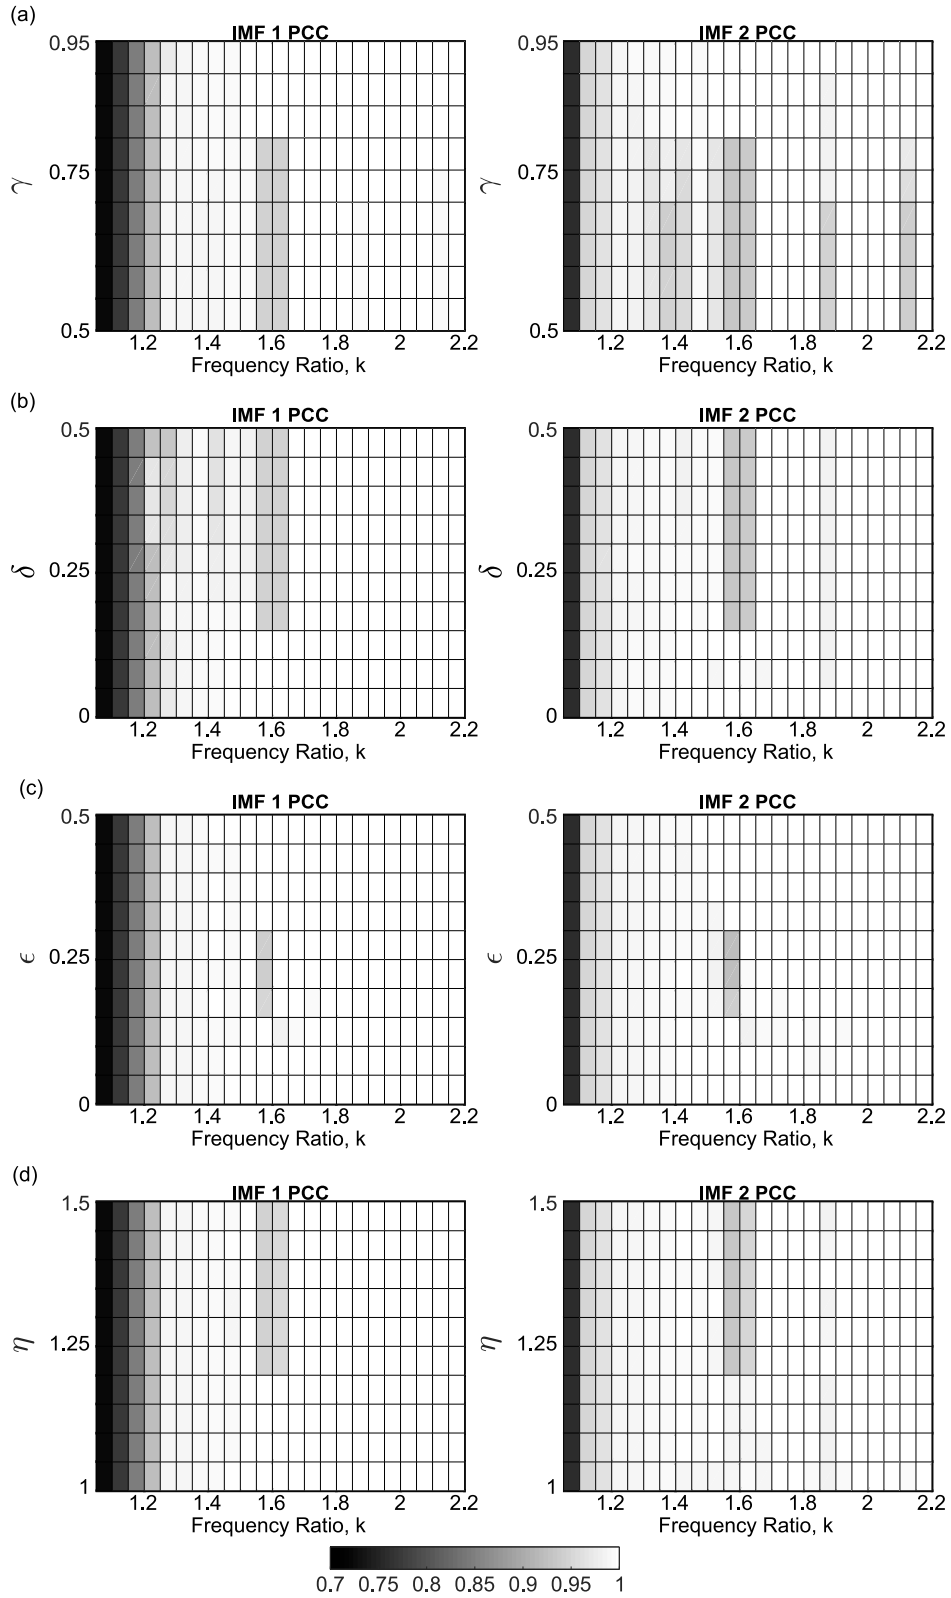 (a)
IMF 1 PCC
IMF 2 PCC
0.95
0.75
0.5
γ
1.2 1.4 1.6 1.8 2 2.2
Frequency Ratio, k
0.95
0.75
0.5
γ
1.2 1.4 1.6 1.8 2 2.2
Frequency Ratio, k
(b)
IMF 1 PCC
IMF 2 PCC
0.5
0.25
0
δ
1.2 1.4 1.6 1.8 2 2.2
Frequency Ratio, k
0.5
0.25
0
δ
1.2 1.4 1.6 1.8 2 2.2
Frequency Ratio, k
(c)
IMF 1 PCC
IMF 2 PCC
0.5
0.25
0
ϵ
1.2 1.4 1.6 1.8 2 2.2
Frequency Ratio, k
0.5
0.25
0
ϵ
1.2 1.4 1.6 1.8 2 2.2
Frequency Ratio, k
(d)
IMF 1 PCC
IMF 2 PCC
1.5
1.25
1
η
1.2 1.4 1.6 1.8 2 2.2
Frequency Ratio, k
1.5
1.25
1
η
1.2 1.4 1.6 1.8 2 2.2
Frequency Ratio, k
0.7 0.75 0.8 0.85 0.9 0.95 1